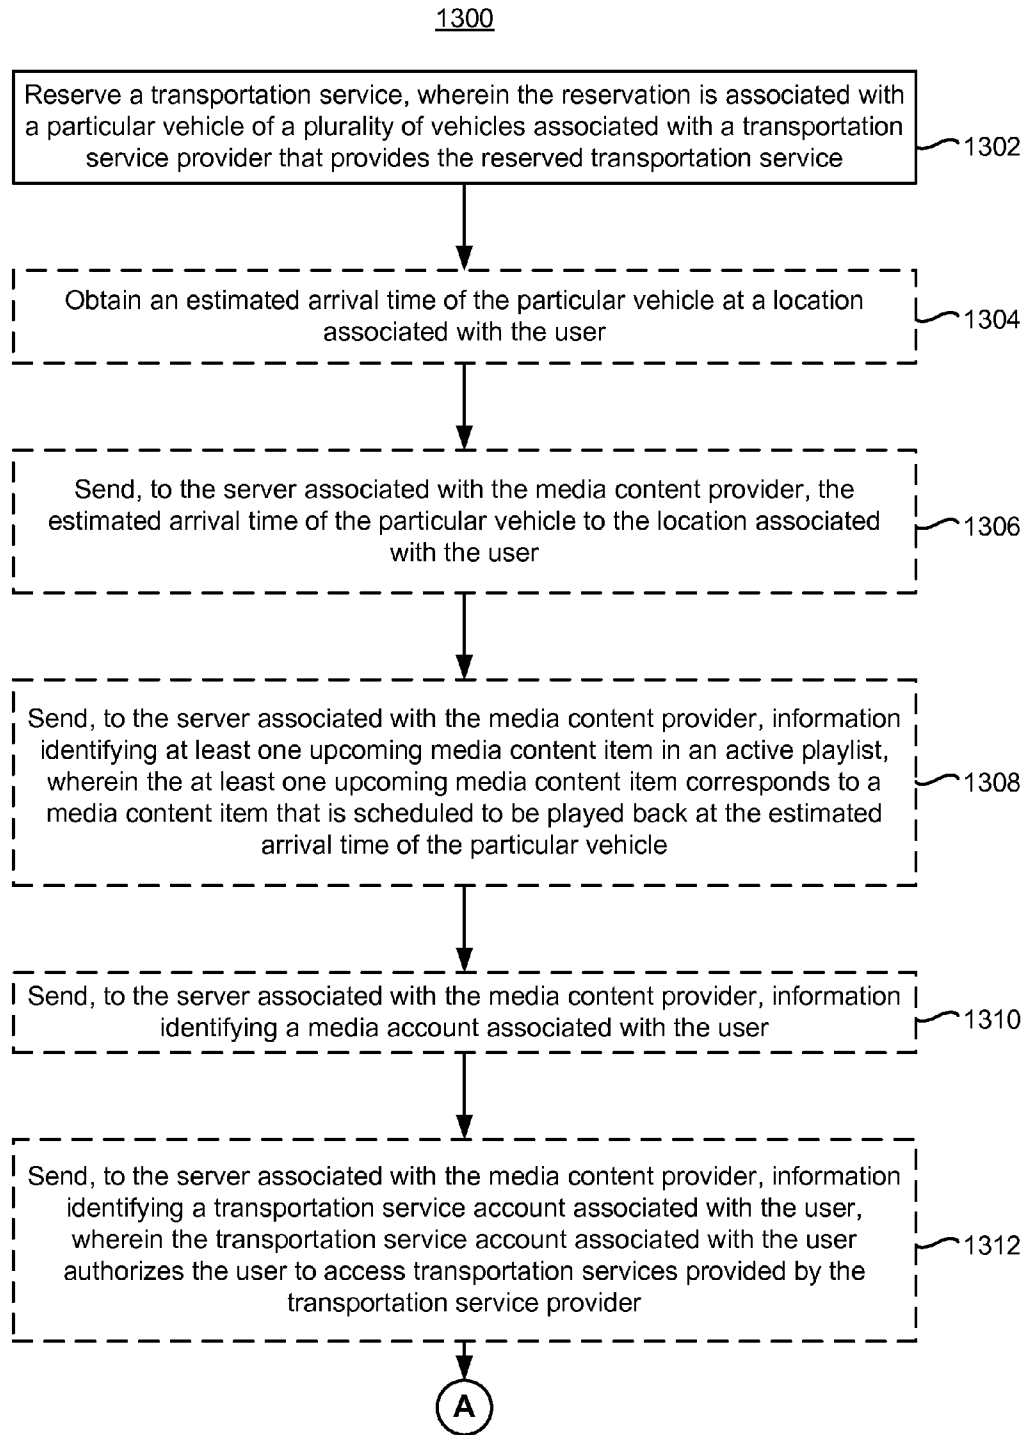 1300
Reserve a transportation service, wherein the reservation is associated with
a particular vehicle of a plurality of vehicles associated with a transportation
service provider that provides the reserved transportation service
1302
Obtain an estimated arrival time of the particular vehicle at a location
associated with the user
1304
Send, to the server associated with the media content provider, the
estimated arrival time of the particular vehicle to the location associated
with the user
1306
Send, to the server associated with the media content provider, information
identifying at least one upcoming media content item in an active playlist,
wherein the at least one upcoming media content item corresponds to a
media content item that is scheduled to be played back at the estimated
arrival time of the particular vehicle
1308
Send, to the server associated with the media content provider, information
identifying a media account associated with the user
1310
Send, to the server associated with the media content provider, information
identifying a transportation service account associated with the user,
wherein the transportation service account associated with the user
authorizes the user to access transportation services provided by the
transportation service provider
1312
A